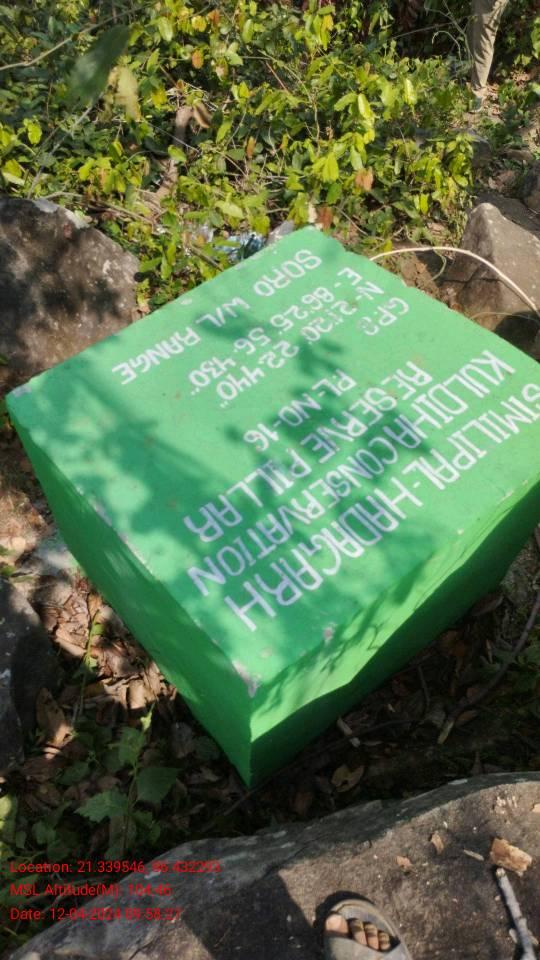 SIMILIPAL-HADAGARH
KULDIHA CONSERVATION
RESERVE PILLAR
PL-NO-16
G.P.S
N-21°20'22.440"
E-86°25'56.430"
SORO W/L RANGE
Location: 21.339546, 86.432293
MSL Altitude(M): 104.46
Date: 12-04-2024 09:58:27